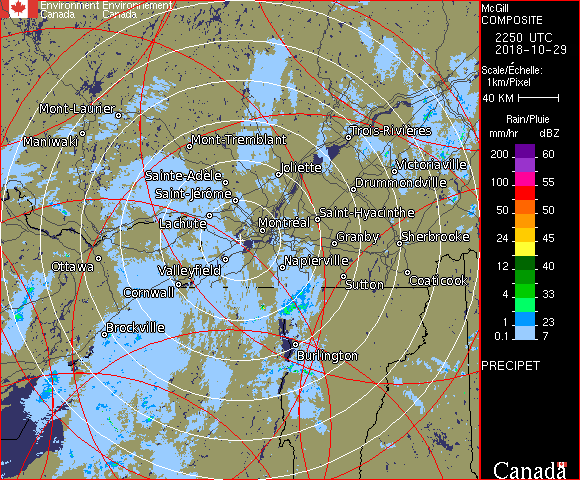 Environment Environnement
Canada Canada
McGill
COMPOSITE
2250 UTC
2018-10-29
Scale/Échelle:
1km/Pixel
40 KM
Rain/Pluie
mm/hr dBZ
200 60
100 55
50 50
24 45
12 40
4 33
1 23
0.1 7
PRECIPET
Canada
Mont-Laurier
Maniwaki
Mont-Tremblant
Trois-Rivières
Joliette
Victoriaville
Sainte-Adèle
Drummondville
Saint-Jérôme
Saint-Hyacinthe
Lachute
Montréal
Granby
Sherbrooke
Ottawa
Valleyfield
Napierville
Sutton
Coaticook
Cornwall
Brockville
Burlington